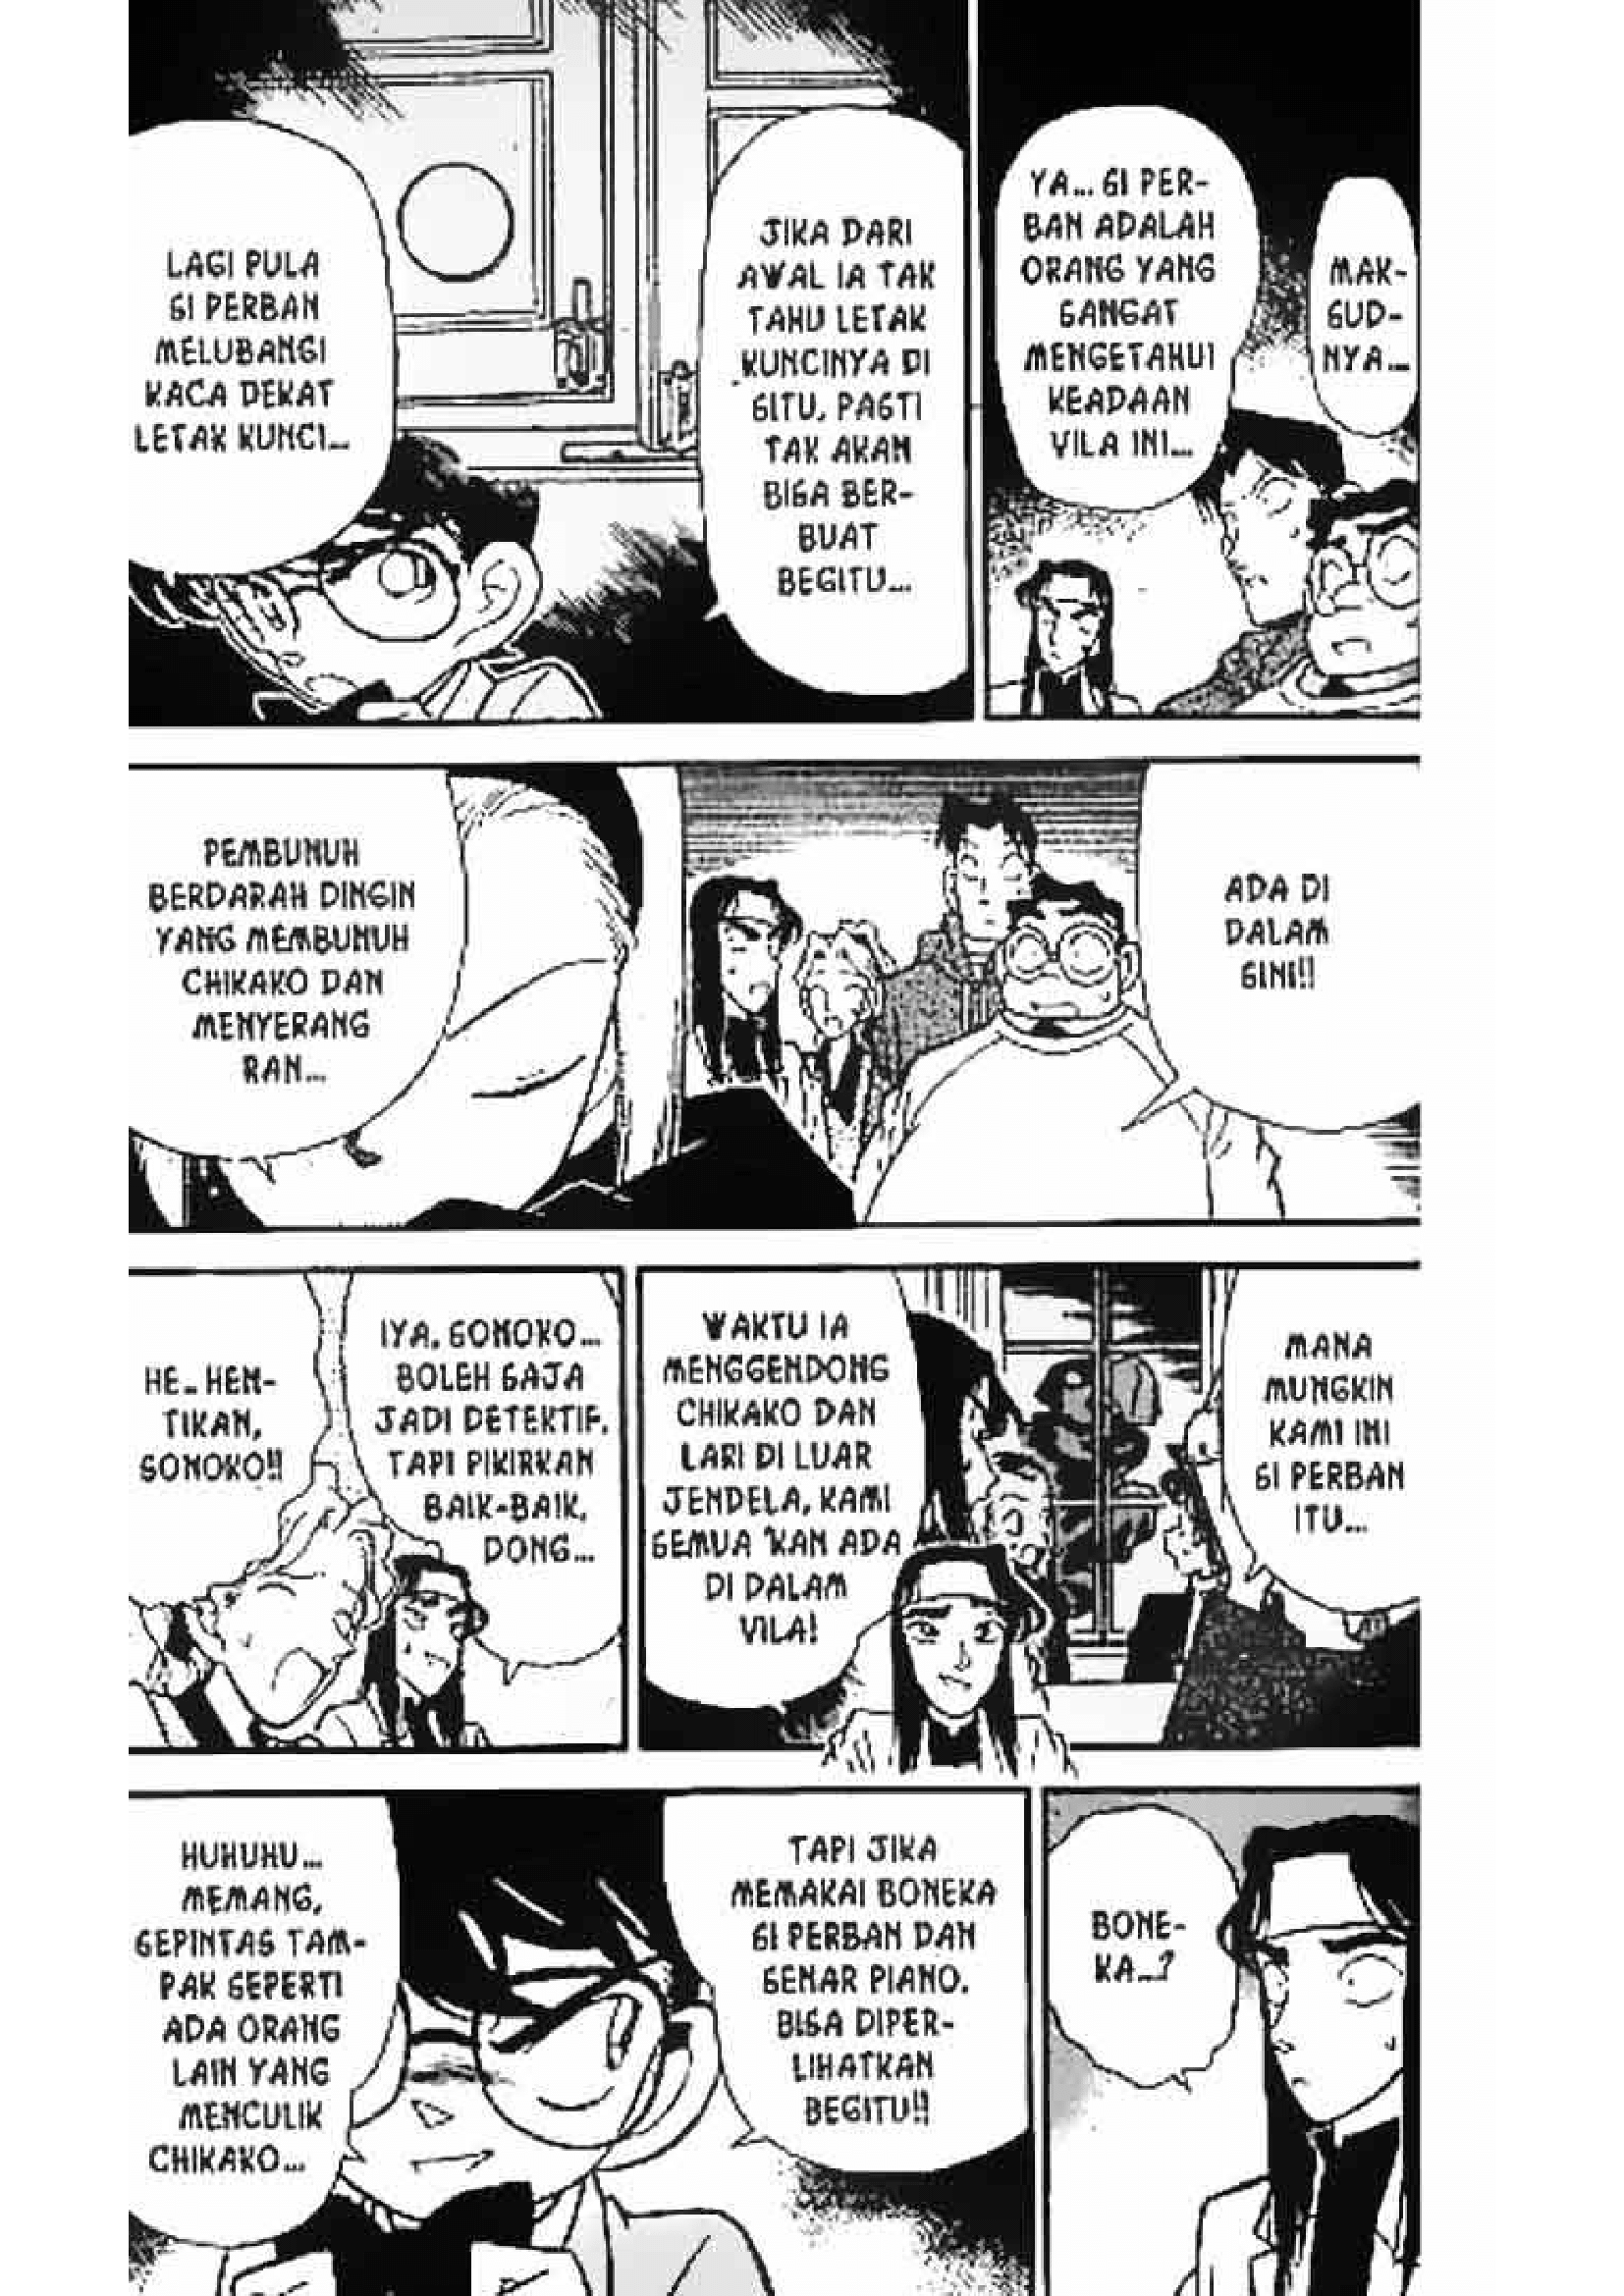 LAGI PULA
SI PERBAN
MELUBANGI
KACA DEKAT
LETAK KUNCI...
JIKA DARI
AWAL IA TAK
TAHU LETAK
KUNCINYA DI
SITU, PASTI
TAK AKAN
BISA BER-
BUAT
BEGITU...
YA... SI PER-
BAN ADALAH
ORANG YANG
SANGAT
MENGETAHUI
KEADAAN
VILA INI...
MAK-
SUD-
NYA...
PEMBUNUH
BERDARAH DINGIN
YANG MEMBUNUH
CHIKAKO DAN
MENYERANG
RAN...
ADA DI
DALAM
SINI!!
HE.. HEN-
TIKAN,
SONOKO!!
IYA, SONOKO...
BOLEH SAJA
JADI DETEKTIF,
TAPI PIKIRKAN
BAIK-BAIK,
DONG...
WAKTU IA
MENGGENDONG
CHIKAKO DAN
LARI DI LUAR
JENDELA, KAMI
SEMUA 'KAN ADA
DI DALAM
VILA!
MANA
MUNGKIN
KAMI INI
SI PERBAN
ITU...
HUHUHU...
MEMANG,
SEPINTAS TAM-
PAK SEPERTI
ADA ORANG
LAIN YANG
MENCULIK
CHIKAKO...
TAPI JIKA
MEMAKAI BONEKA
SI PERBAN DAN
SENAR PIANO,
BISA DIPER-
LIHATKAN
BEGITU!!
BONE-
KA...?